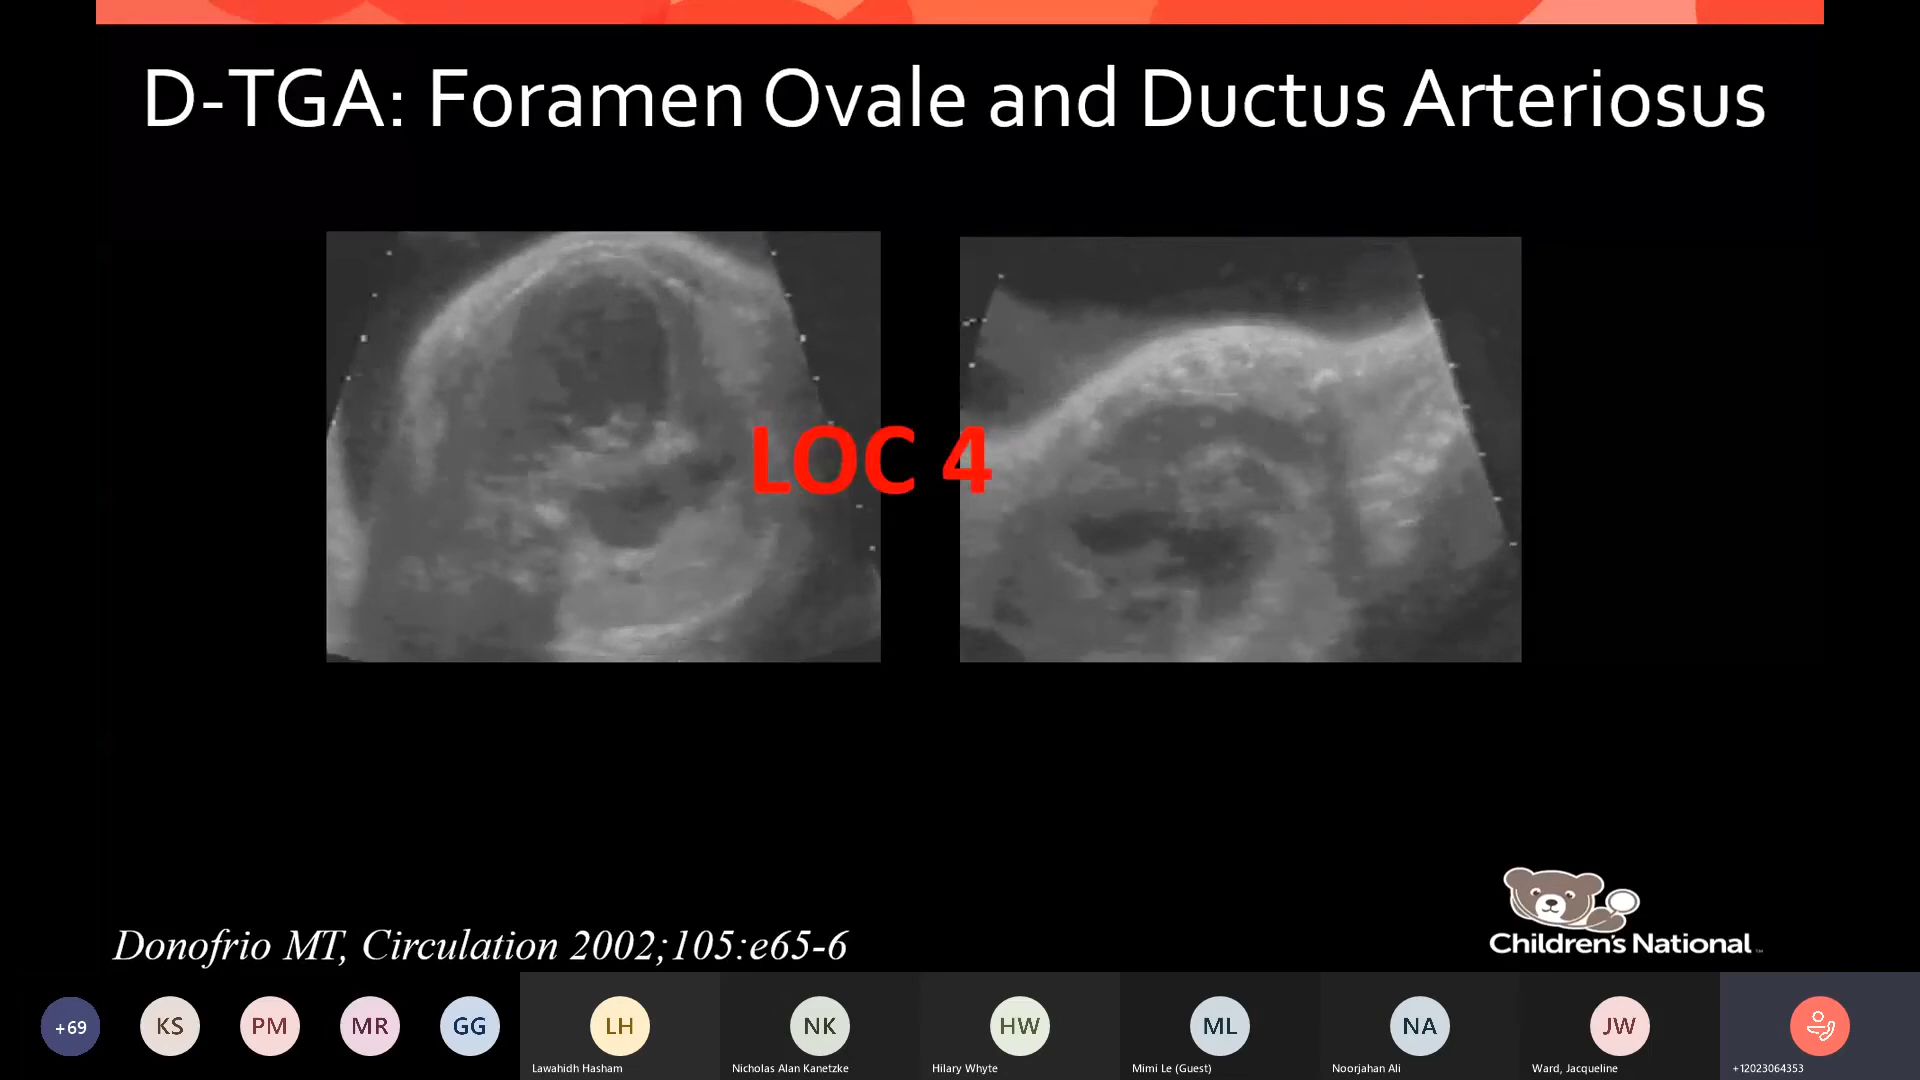 D-TGA: Foramen Ovale and Ductus Arteriosus
LOC 4
Donofrio MT, Circulation 2002;105:e65-6
Children's National
+69
KS
PM
MR
GG
LH
NK
HW
ML
NA
JW
Lawahidh Hasham
Nicholas Alan Kanetzke
Hilary Whyte
Mimi Le (Guest)
Noorjahan Ali
Ward, Jacqueline
+12023064353